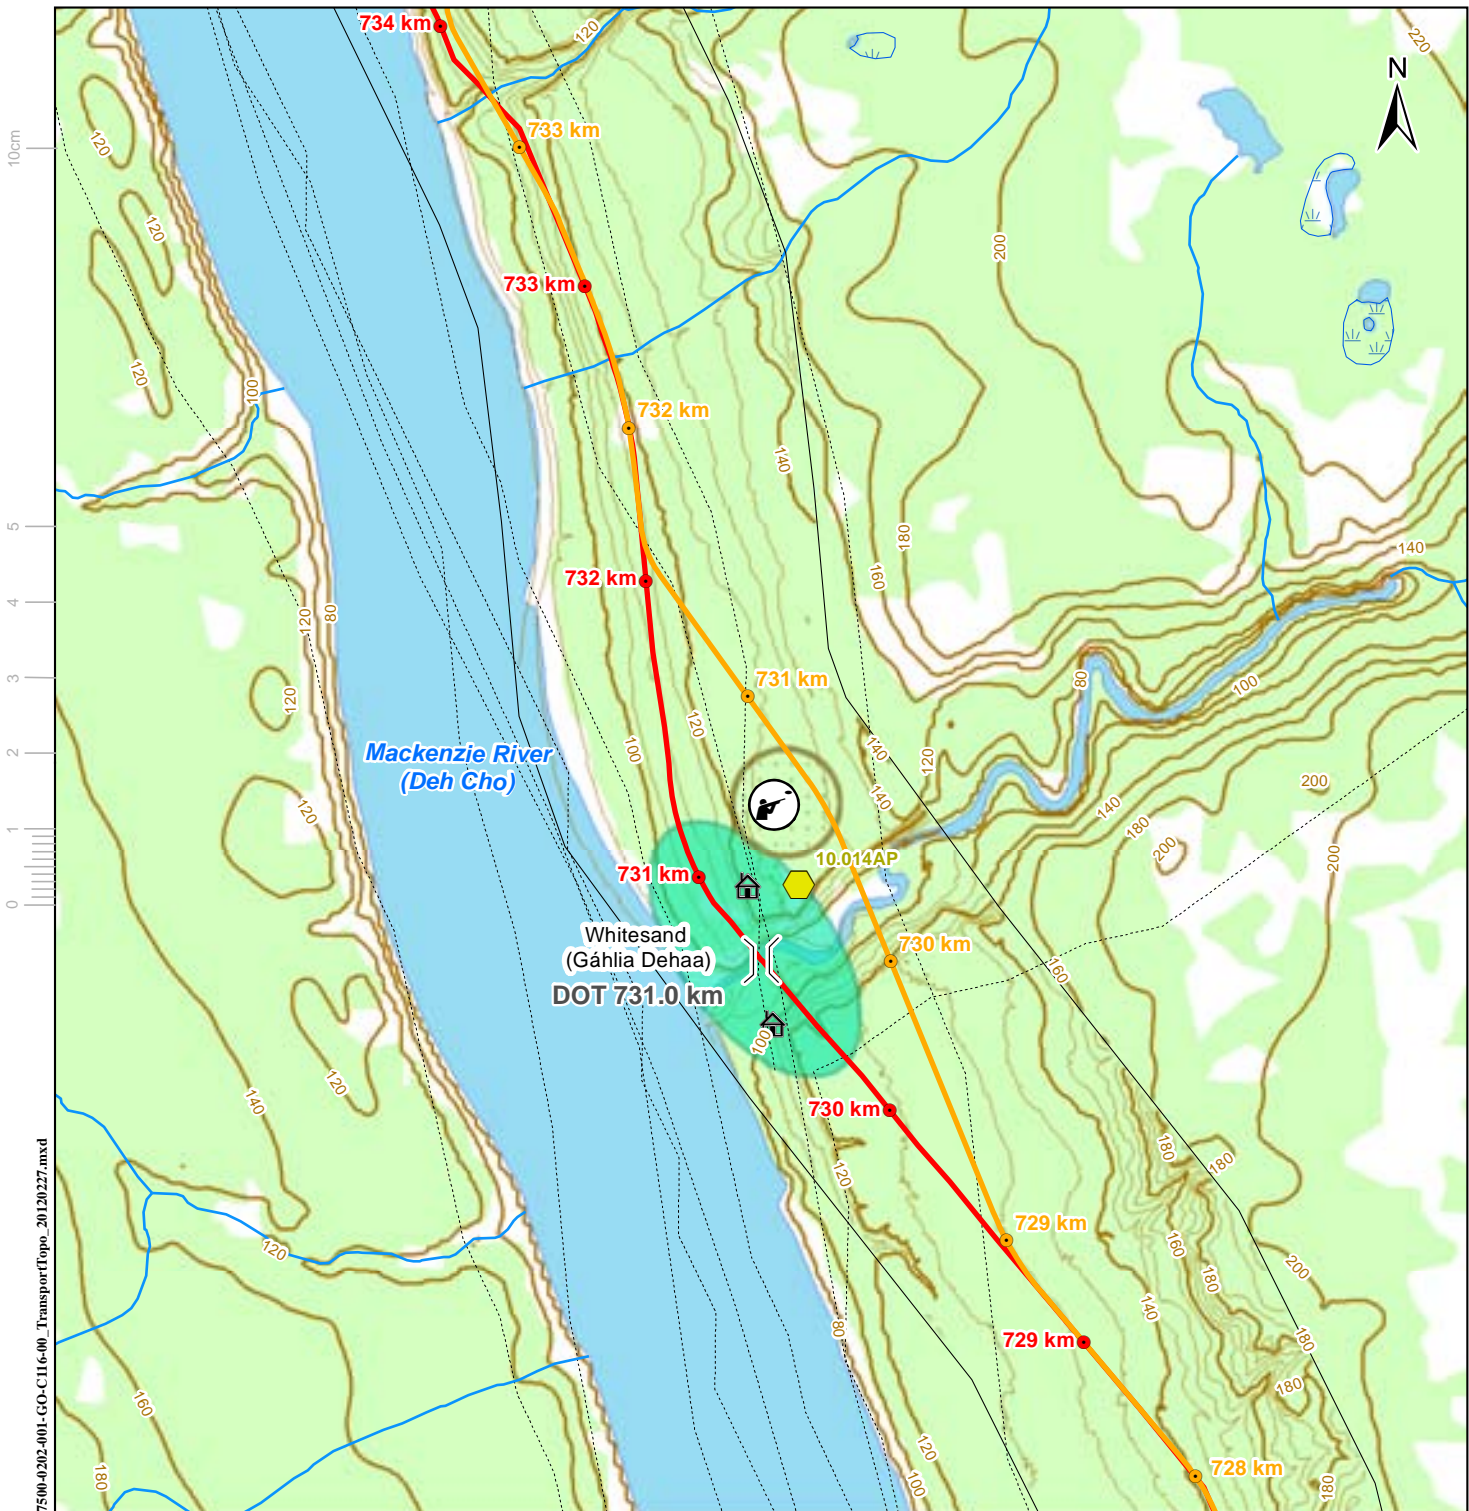 734 km
120
220
N
733 km
10cm
120
120
200
120
733 km
120
100
732 km
140
180
5
140
732 km
160
4
120
80
731 km
80
100
3
120
120
100
140
120
2
Mackenzie River
(Deh Cho)
200
140
140
120
180
1
200
200
10.014AP
731 km
0
Whitesand
(Gáhlia Dehaa)
730 km
160
DOT 731.0 km
100
120
140
730 km
180
180
120
729 km
120
160
200
180
140
80
729 km
180
180
160
120
728 km
180
100
180
7500-0202-001-GO-C116-00_TransportTopo_20120227.mxd